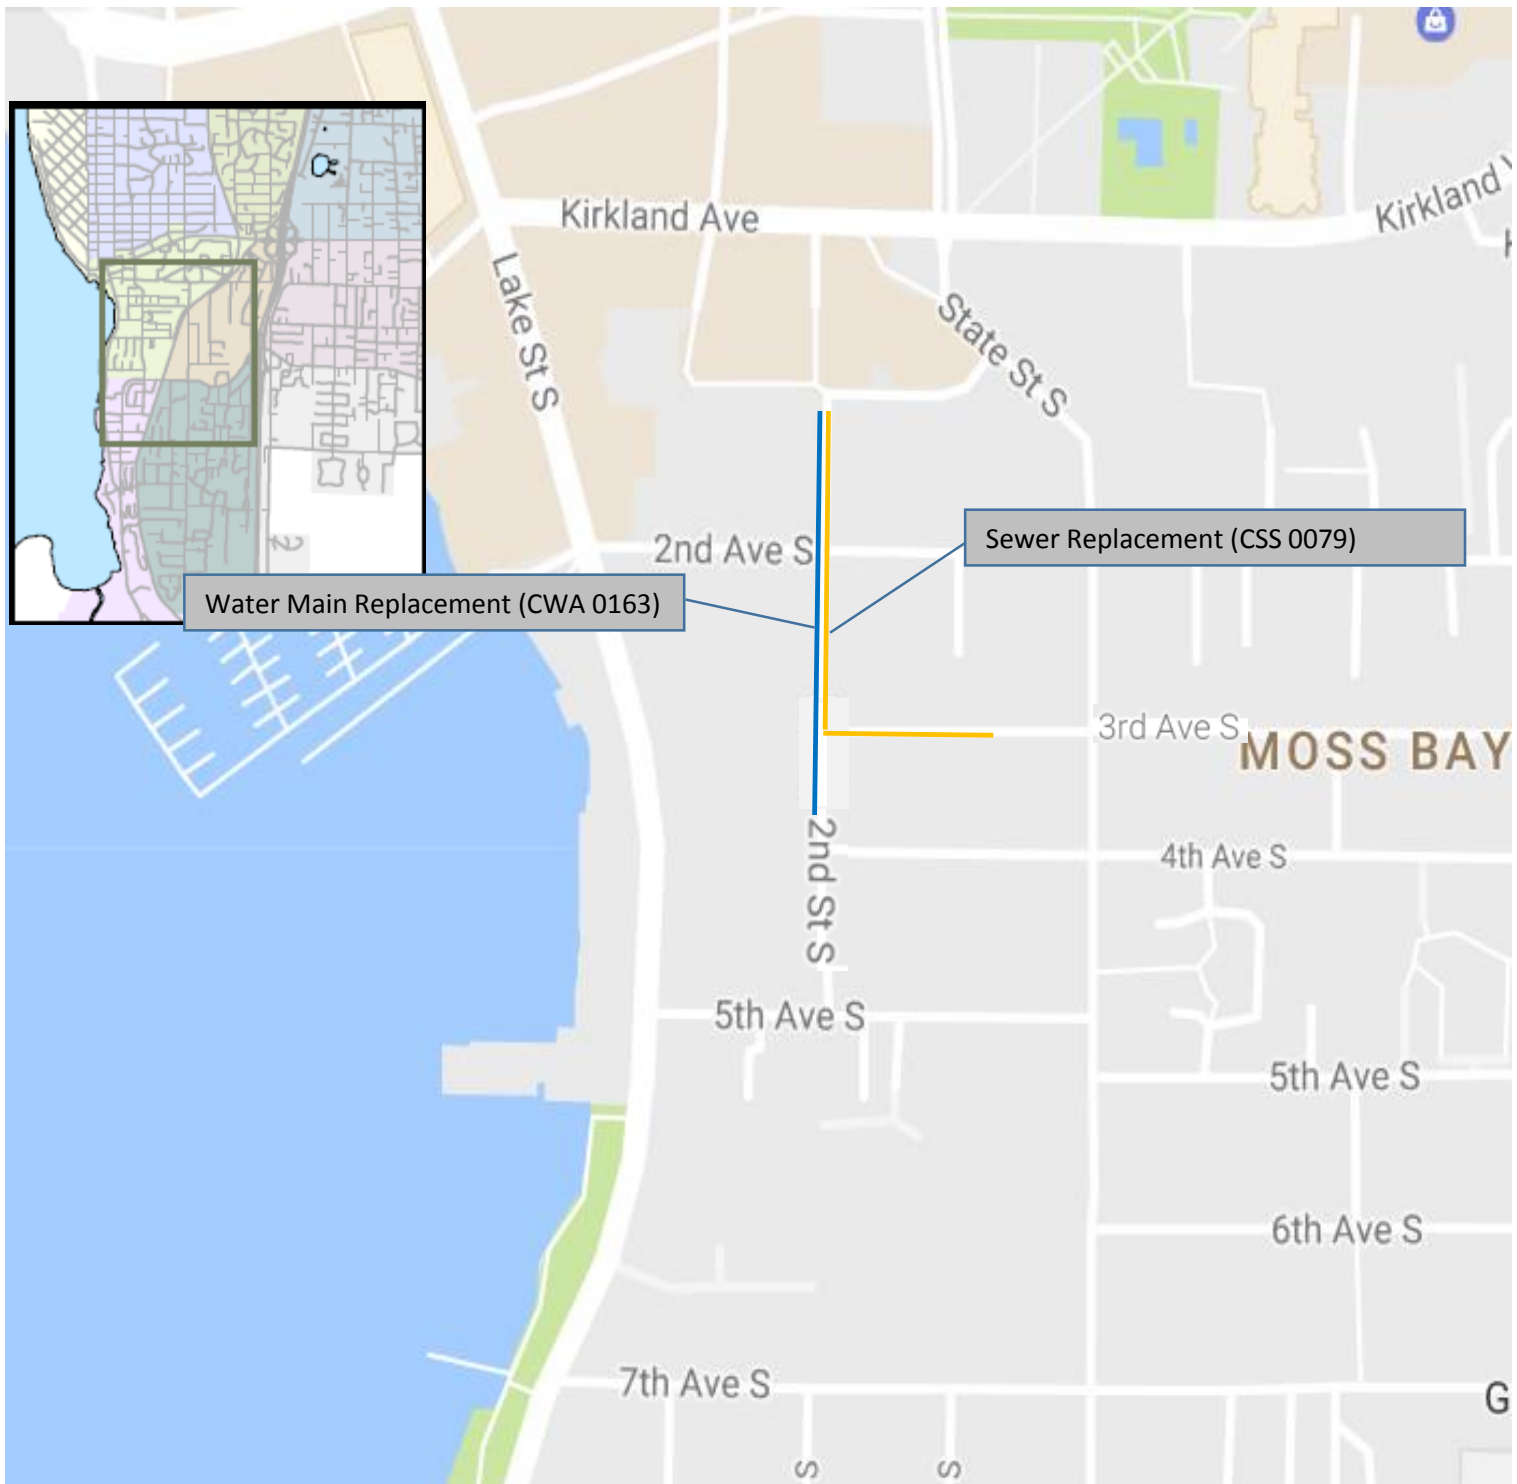 Kirkland Ave
Kirkland
Lake St S
State St S
2nd Ave S
Sewer Replacement (CSS 0079)
Water Main Replacement (CWA 0163)
3rd Ave S
MOSS BAY
2nd St S
4th Ave S
5th Ave S
5th Ave S
6th Ave S
7th Ave S
G
S
S